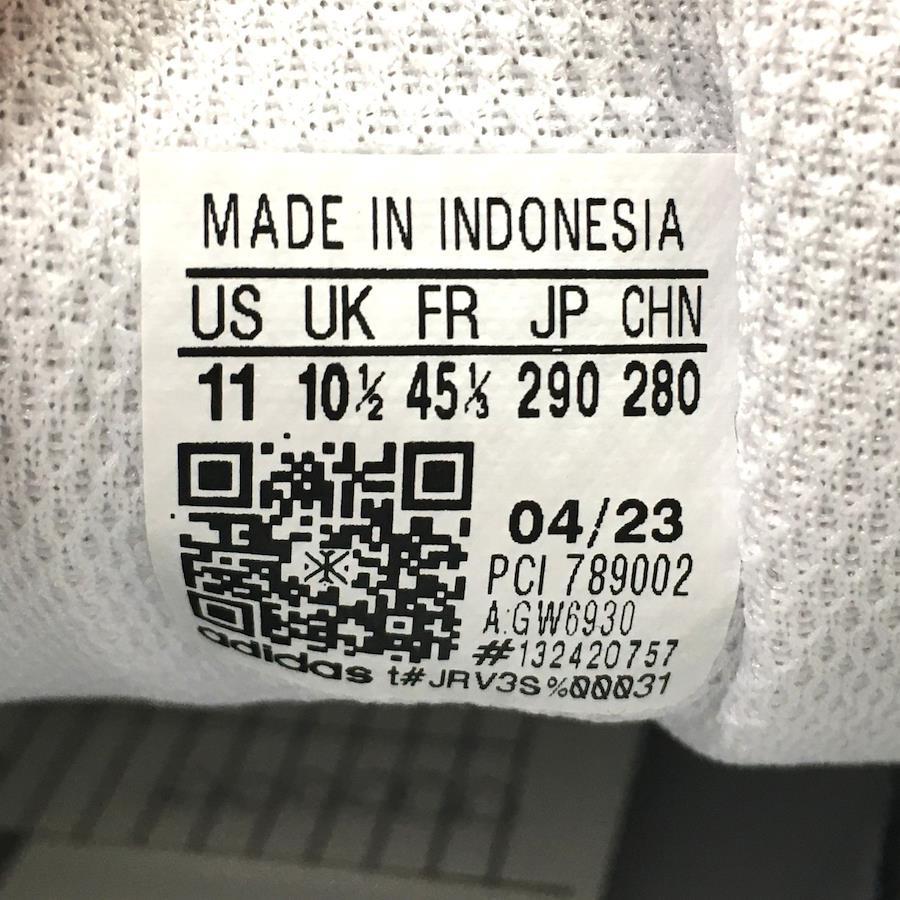 MADE IN INDONESIA
US UK FR JP CHN
11 10½ 45⅓ 290 280
04/23
PCI 789002
A:GW6930
#132420757
adidas t#JRV3S%00031